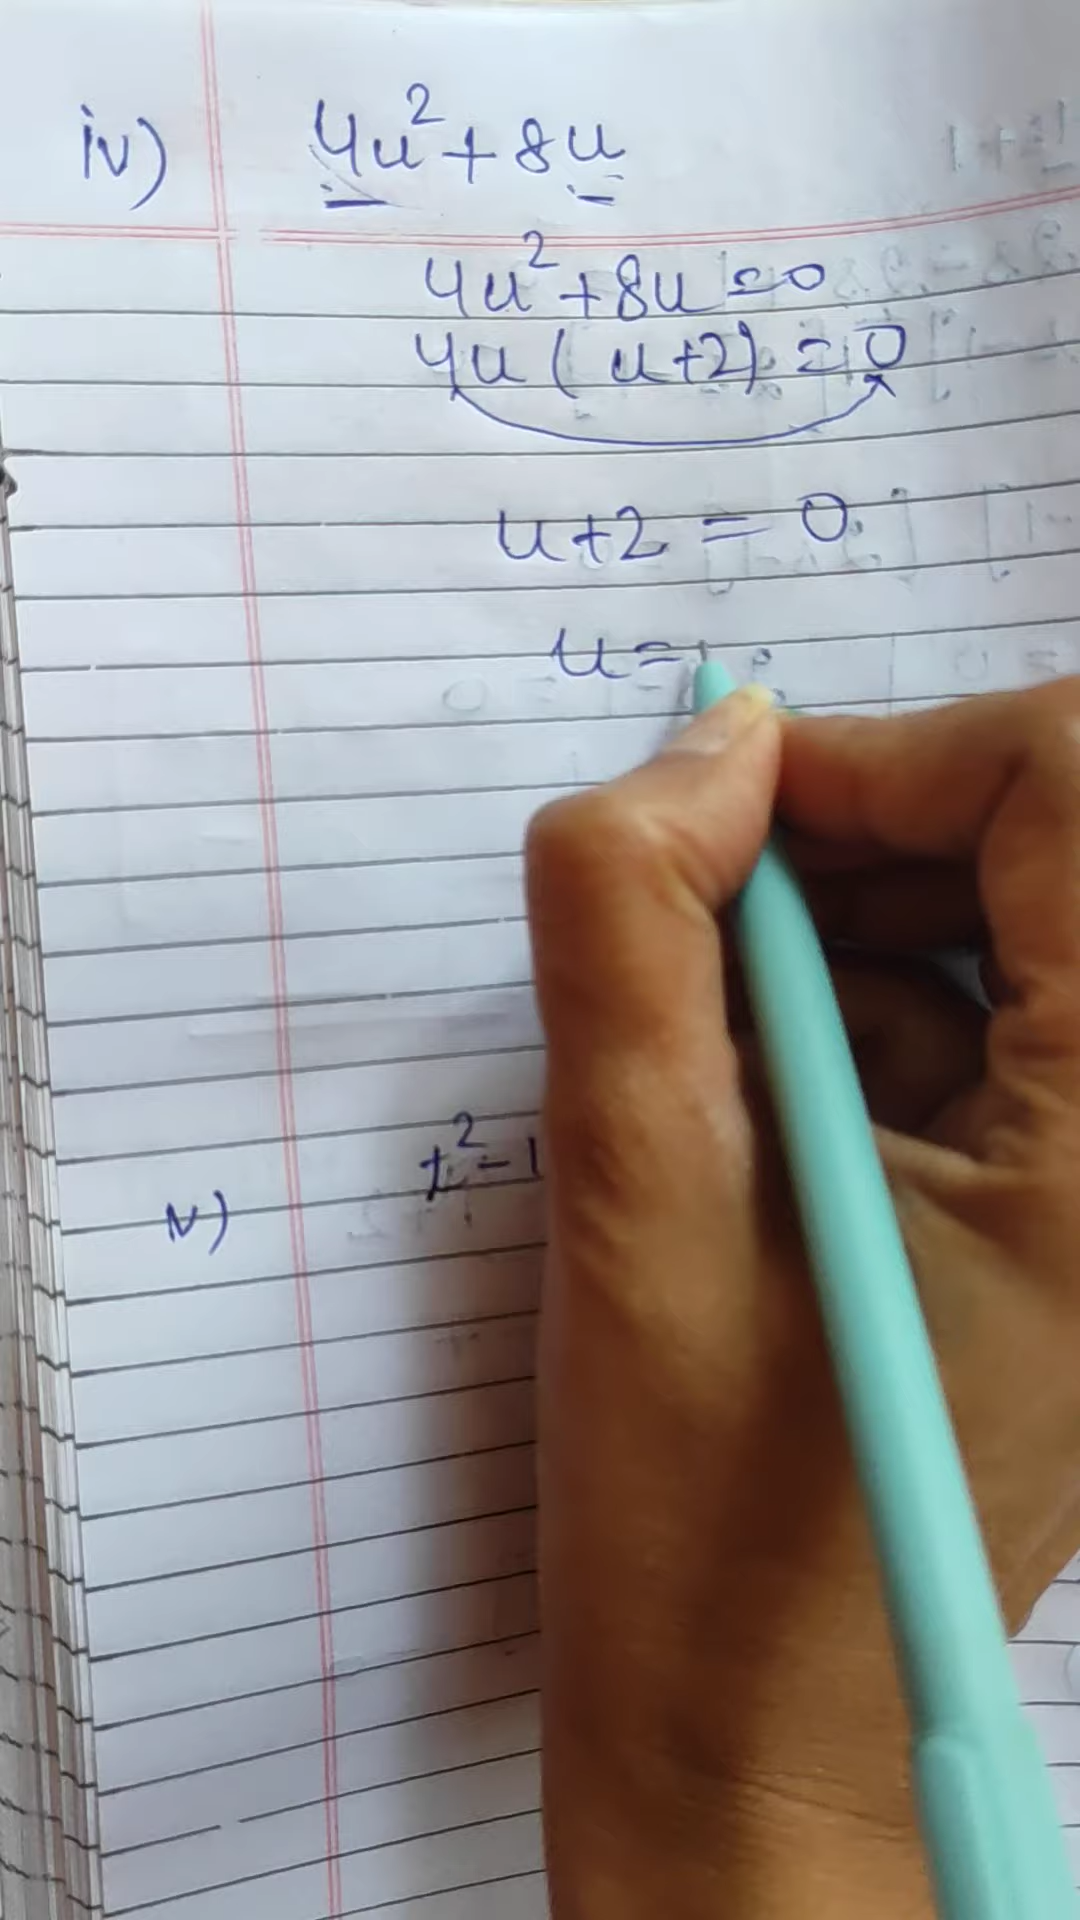 iv) 4u² + 8u
4u² + 8u = 0
4u ( u+2) = 0
u+2 = 0
u =
v) t² - 1